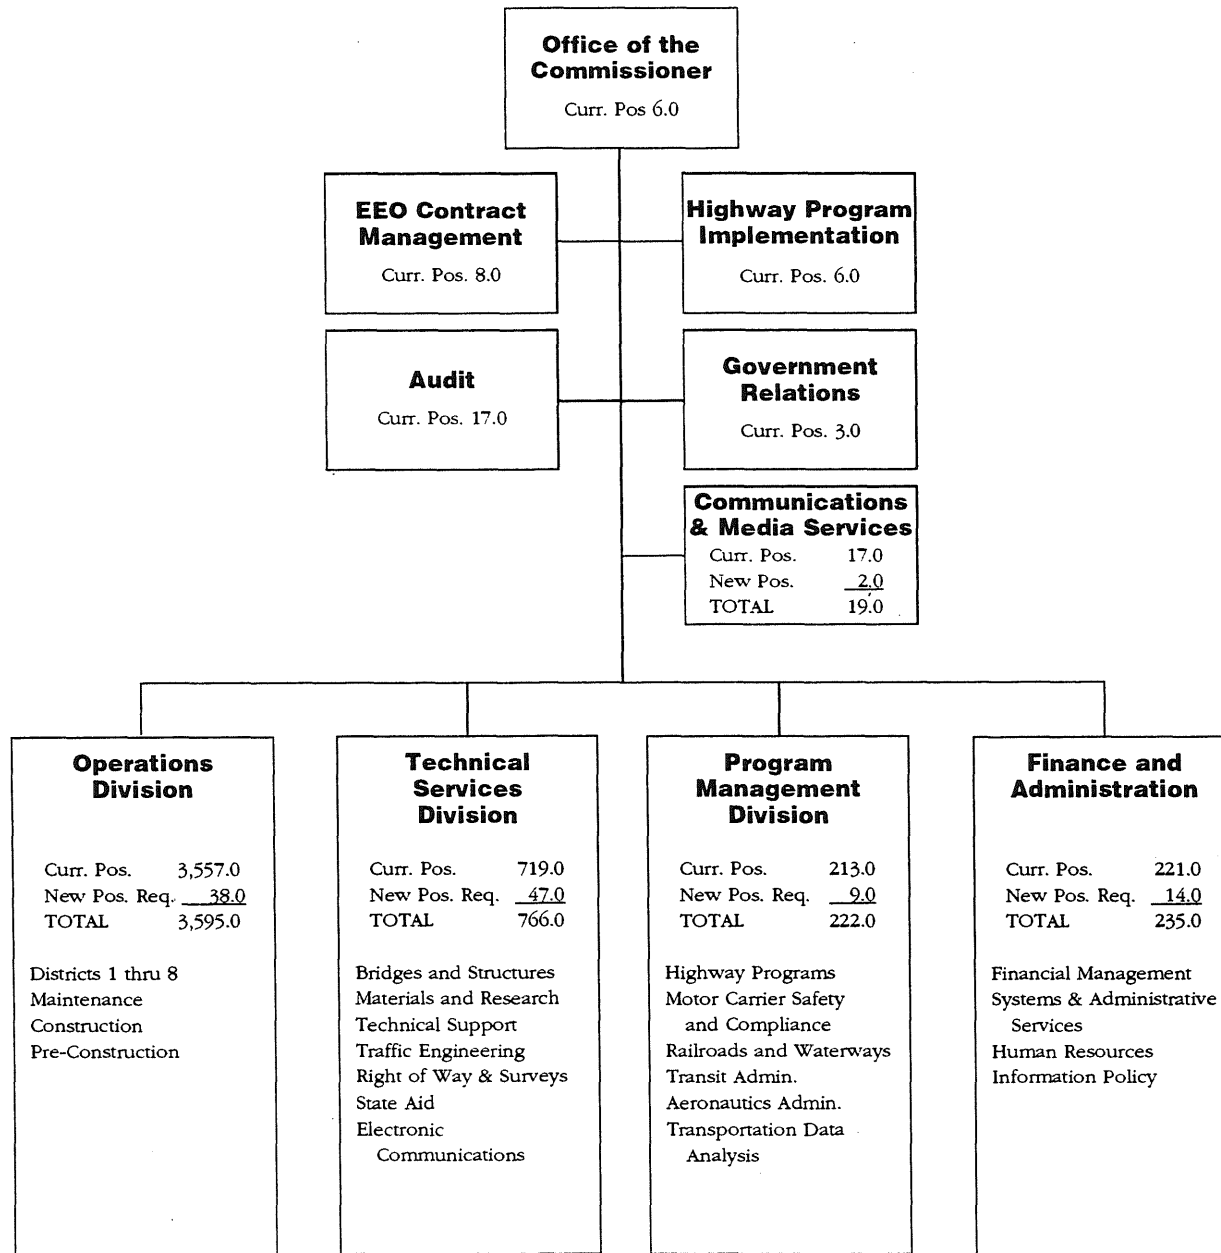 Office of the
Commissioner
Curr. Pos 6.0
EEO Contract
Management
Curr. Pos. 8.0
Highway Program
Implementation
Curr. Pos. 6.0
Audit
Curr. Pos. 17.0
Government
Relations
Curr. Pos. 3.0
Communications
& Media Services
Curr. Pos. 17.0
New Pos. 2.0
TOTAL 19.0
Operations
Division
Curr. Pos. 3,557.0
New Pos. Req. 38.0
TOTAL 3,595.0
Districts 1 thru 8
Maintenance
Construction
Pre-Construction
Technical
Services
Division
Curr. Pos. 719.0
New Pos. Req. 47.0
TOTAL 766.0
Bridges and Structures
Materials and Research
Technical Support
Traffic Engineering
Right of Way & Surveys
State Aid
Electronic
Communications
Program
Management
Division
Curr. Pos. 213.0
New Pos. Req. 9.0
TOTAL 222.0
Highway Programs
Motor Carrier Safety
and Compliance
Railroads and Waterways
Transit Admin.
Aeronautics Admin.
Transportation Data
Analysis
Finance and
Administration
Curr. Pos. 221.0
New Pos. Req. 14.0
TOTAL 235.0
Financial Management
Systems & Administrative
Services
Human Resources
Information Policy